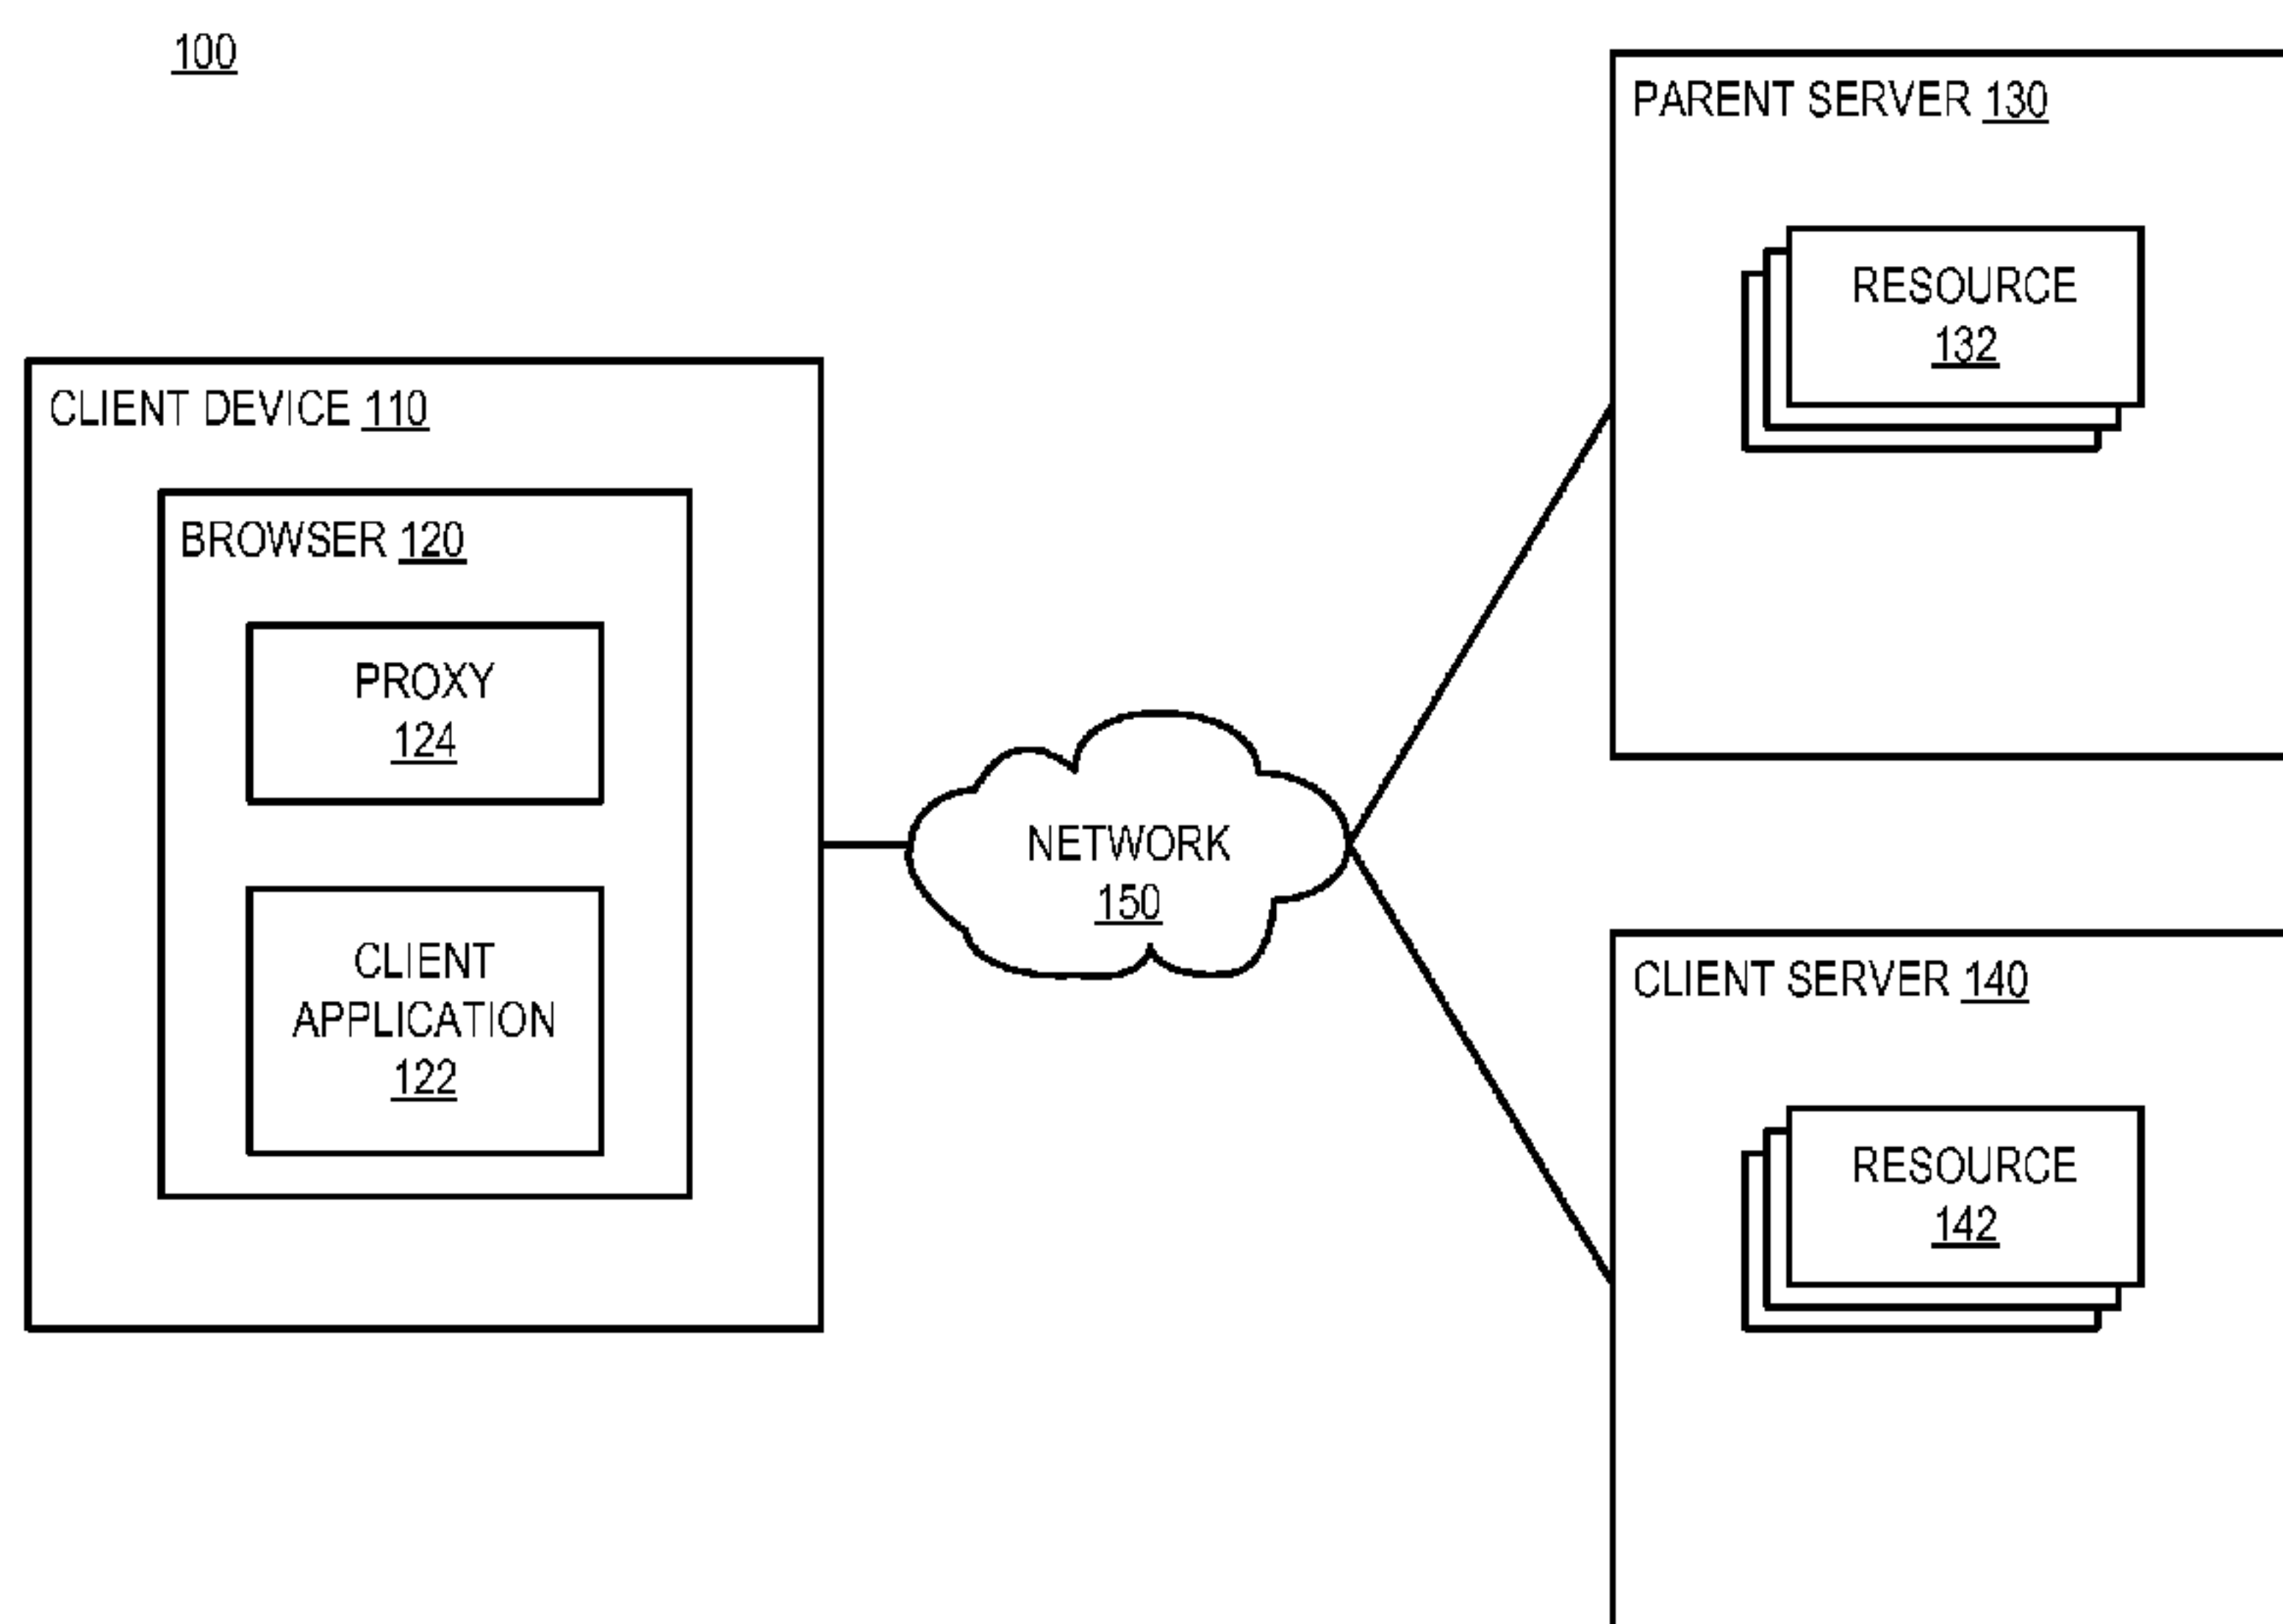 100
PARENT SERVER 130
RESOURCE
132
CLIENT DEVICE 110
BROWSER 120
PROXY
124
CLIENT
APPLICATION
122
NETWORK
150
CLIENT SERVER 140
RESOURCE
142